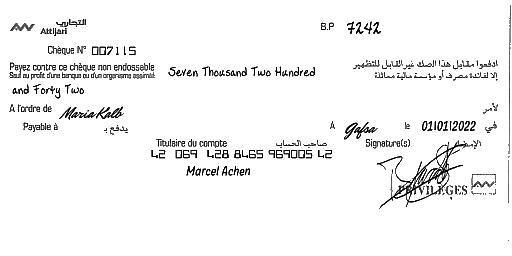 التجاري
Attijari
B.P 7242
Chèque N° 007115
Payez contre ce chèque non endossable
ادفعوا مقابل هذا الصك غير القابل للتظهير
Sauf au profit d'une banque ou d'un organisme assimilé
إلا لفائدة مصرف أو مؤسسة مالية مماثلة
Seven Thousand Two Hundred
and Forty Two
A l'ordre de Maria Kalb
لأمر
Payable à
يدفع بـ
A Gafsa le 01/01/2022 في
Titulaire du compte صاحب الحساب
Signature(s) الإمضاء
42 069 428 8465 969005 42
Marcel Achen
PRIVILEGES